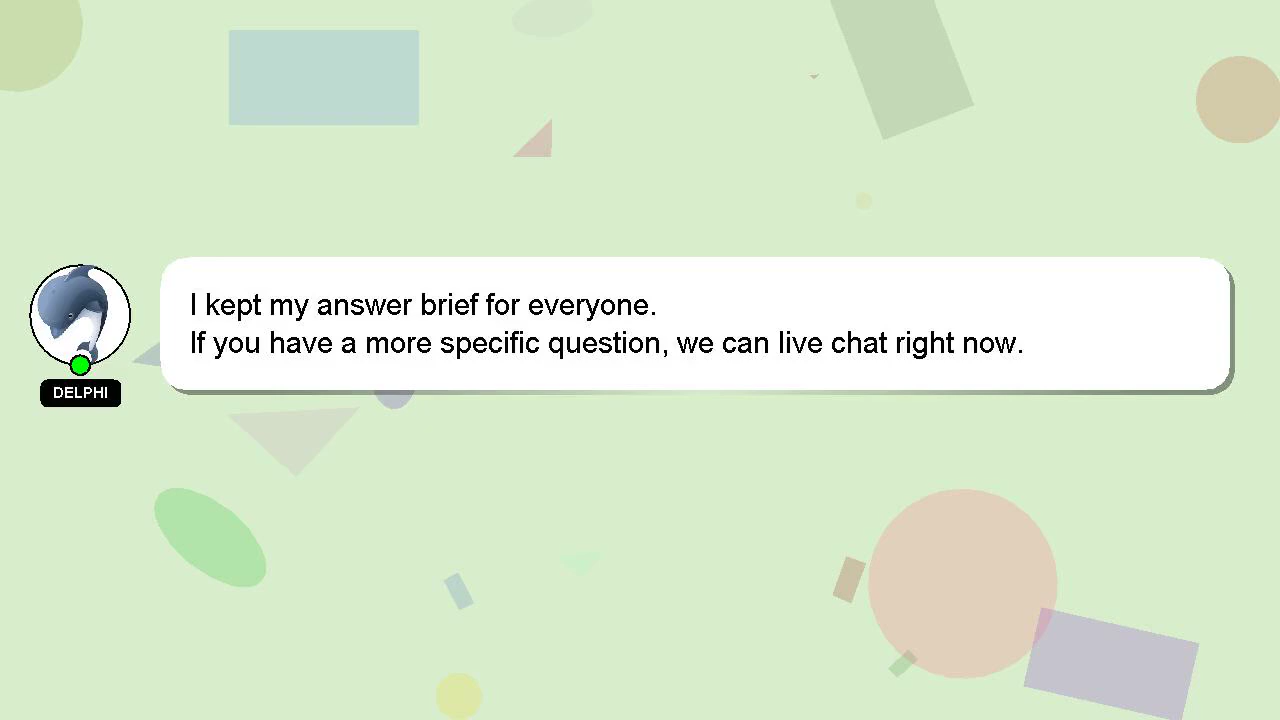 I kept my answer brief for everyone.
If you have a more specific question, we can live chat right now.
DELPHI